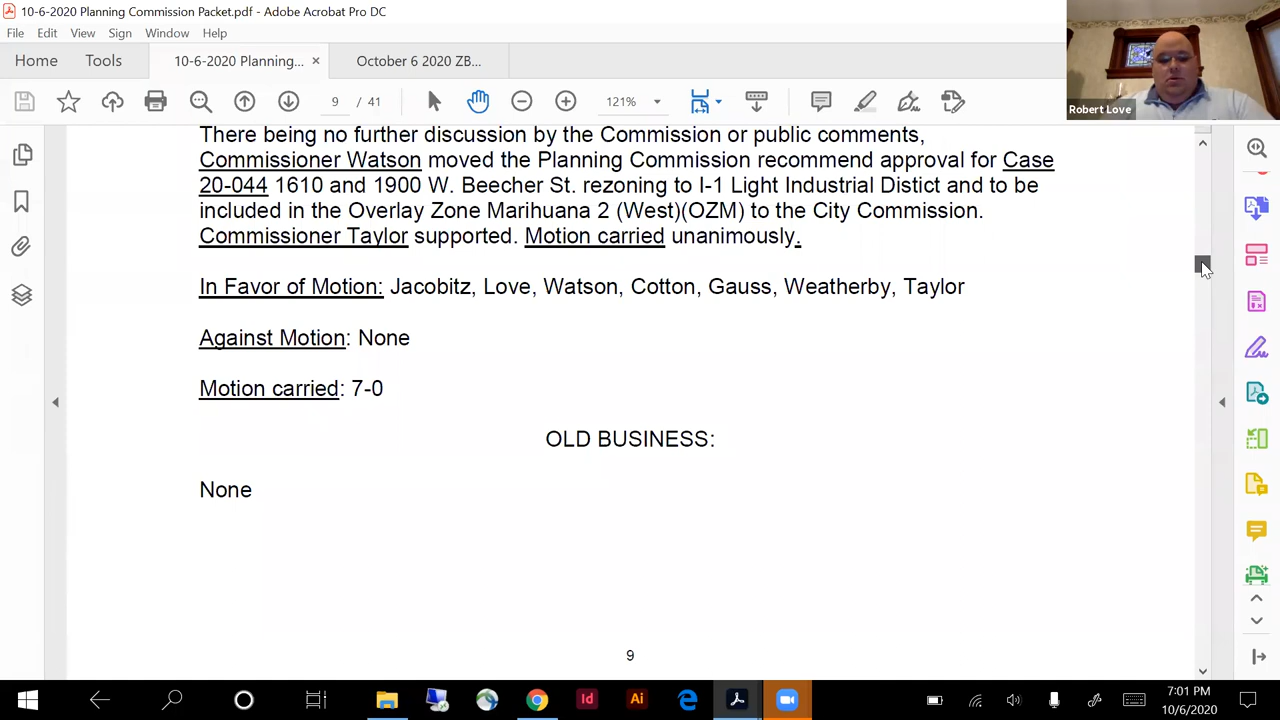 10-6-2020 Planning Commission Packet.pdf - Adobe Acrobat Pro DC
File Edit View Sign Window Help
Home Tools 10-6-2020 Planning... × October 6 2020 ZB...
9 / 41 121%
Robert Love
There being no further discussion by the Commission or public comments,
Commissioner Watson moved the Planning Commission recommend approval for Case
20-044 1610 and 1900 W. Beecher St. rezoning to I-1 Light Industrial Distict and to be
included in the Overlay Zone Marihuana 2 (West)(OZM) to the City Commission.
Commissioner Taylor supported. Motion carried unanimously.
In Favor of Motion: Jacobitz, Love, Watson, Cotton, Gauss, Weatherby, Taylor
Against Motion: None
Motion carried: 7-0
OLD BUSINESS:
None
9
Id Ai
7:01 PM
10/6/2020